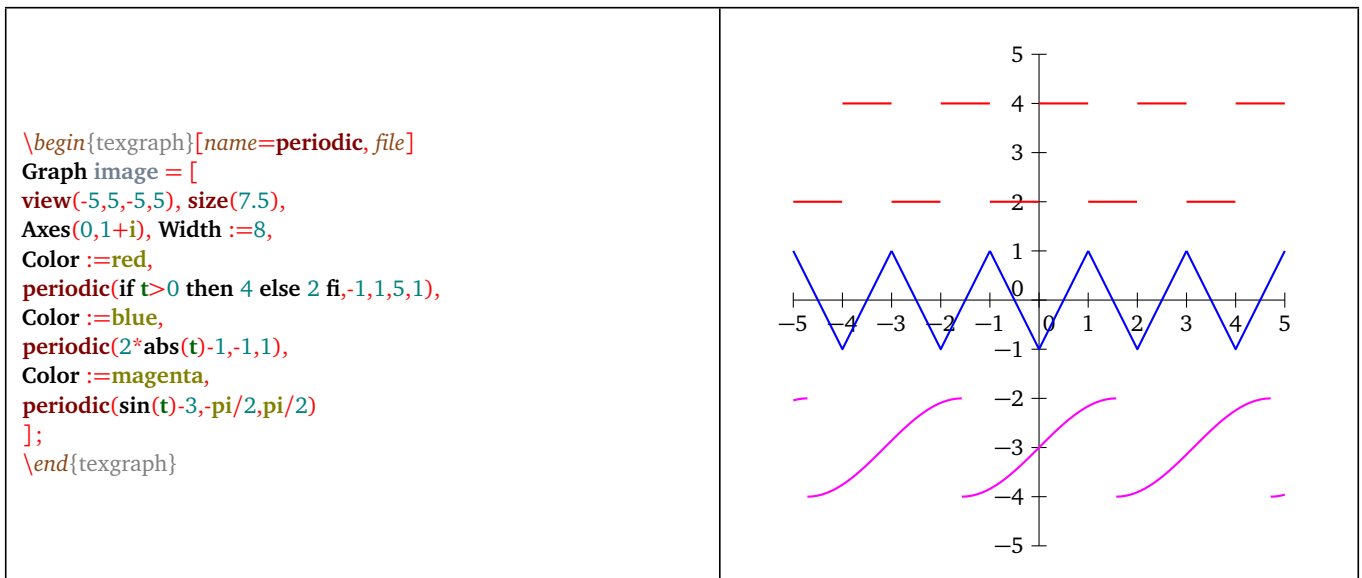 \begin{texgraph}[name=periodic, file]
Graph image = [
view(-5,5,-5,5), size(7.5),
Axes(0,1+i), Width :=8,
Color :=red,
periodic(if t>0 then 4 else 2 fi,-1,1,5,1),
Color :=blue,
periodic(2*abs(t)-1,-1,1),
Color :=magenta,
periodic(sin(t)-3,-pi/2,pi/2)
];
\end{texgraph}
5
4
3
2
1
0
−5 −4 −3 −2 −1 0 1 2 3 4 5
−1
−2
−3
−4
−5